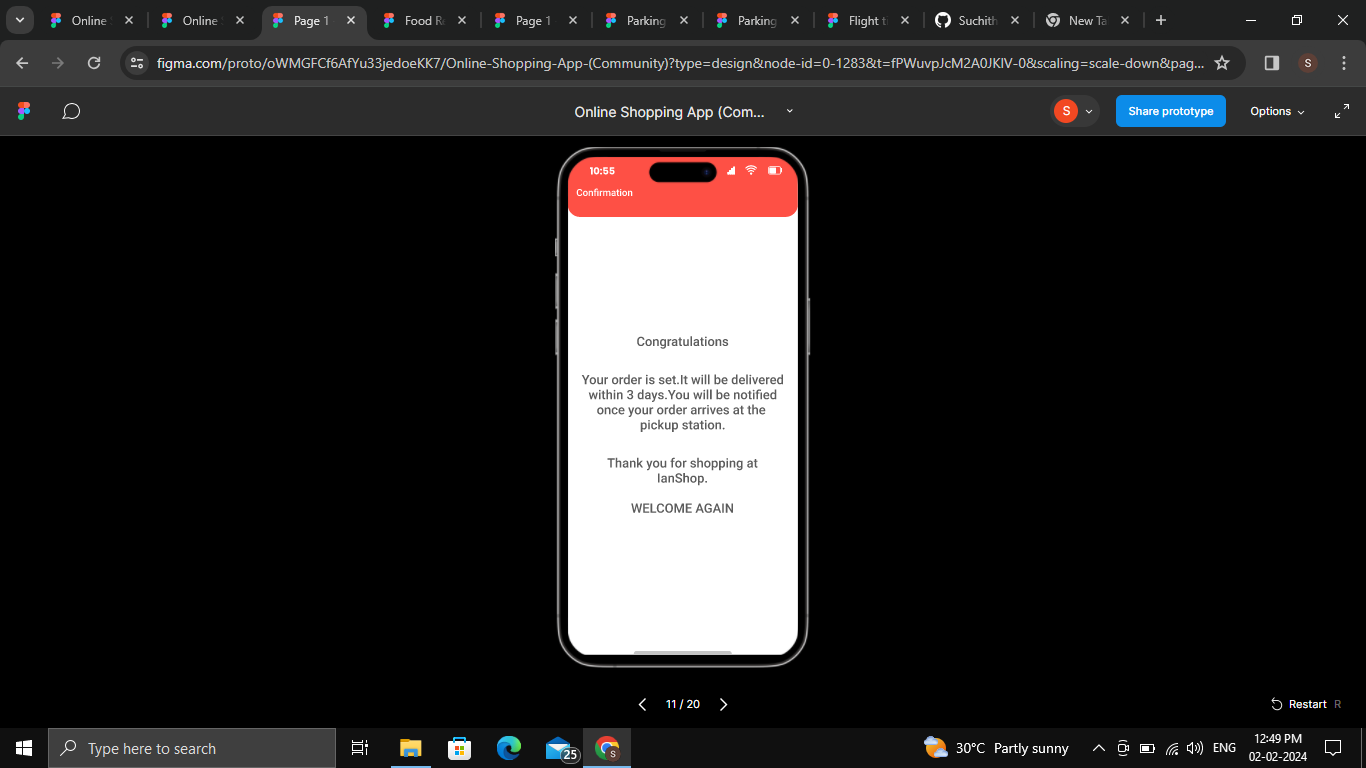 Online S
Online S
Page 1
Food Re
Page 1
Parking
Parking
Flight ti
Suchith
New Ta
figma.com/proto/oWMGFCf6AfYu33jedoeKK7/Online-Shopping-App-(Community)?type=design&node-id=0-1283&t=fPWuvpJcM2A0JKlV-0&scaling=scale-down&pag...
S
Online Shopping App (Com...
S
Share prototype
Options
10:55
Confirmation
Congratulations
Your order is set.It will be delivered
within 3 days.You will be notified
once your order arrives at the
pickup station.
Thank you for shopping at
IanShop.
WELCOME AGAIN
11 / 20
Restart R
Type here to search
25
S
30°C Partly sunny
ENG
12:49 PM
02-02-2024